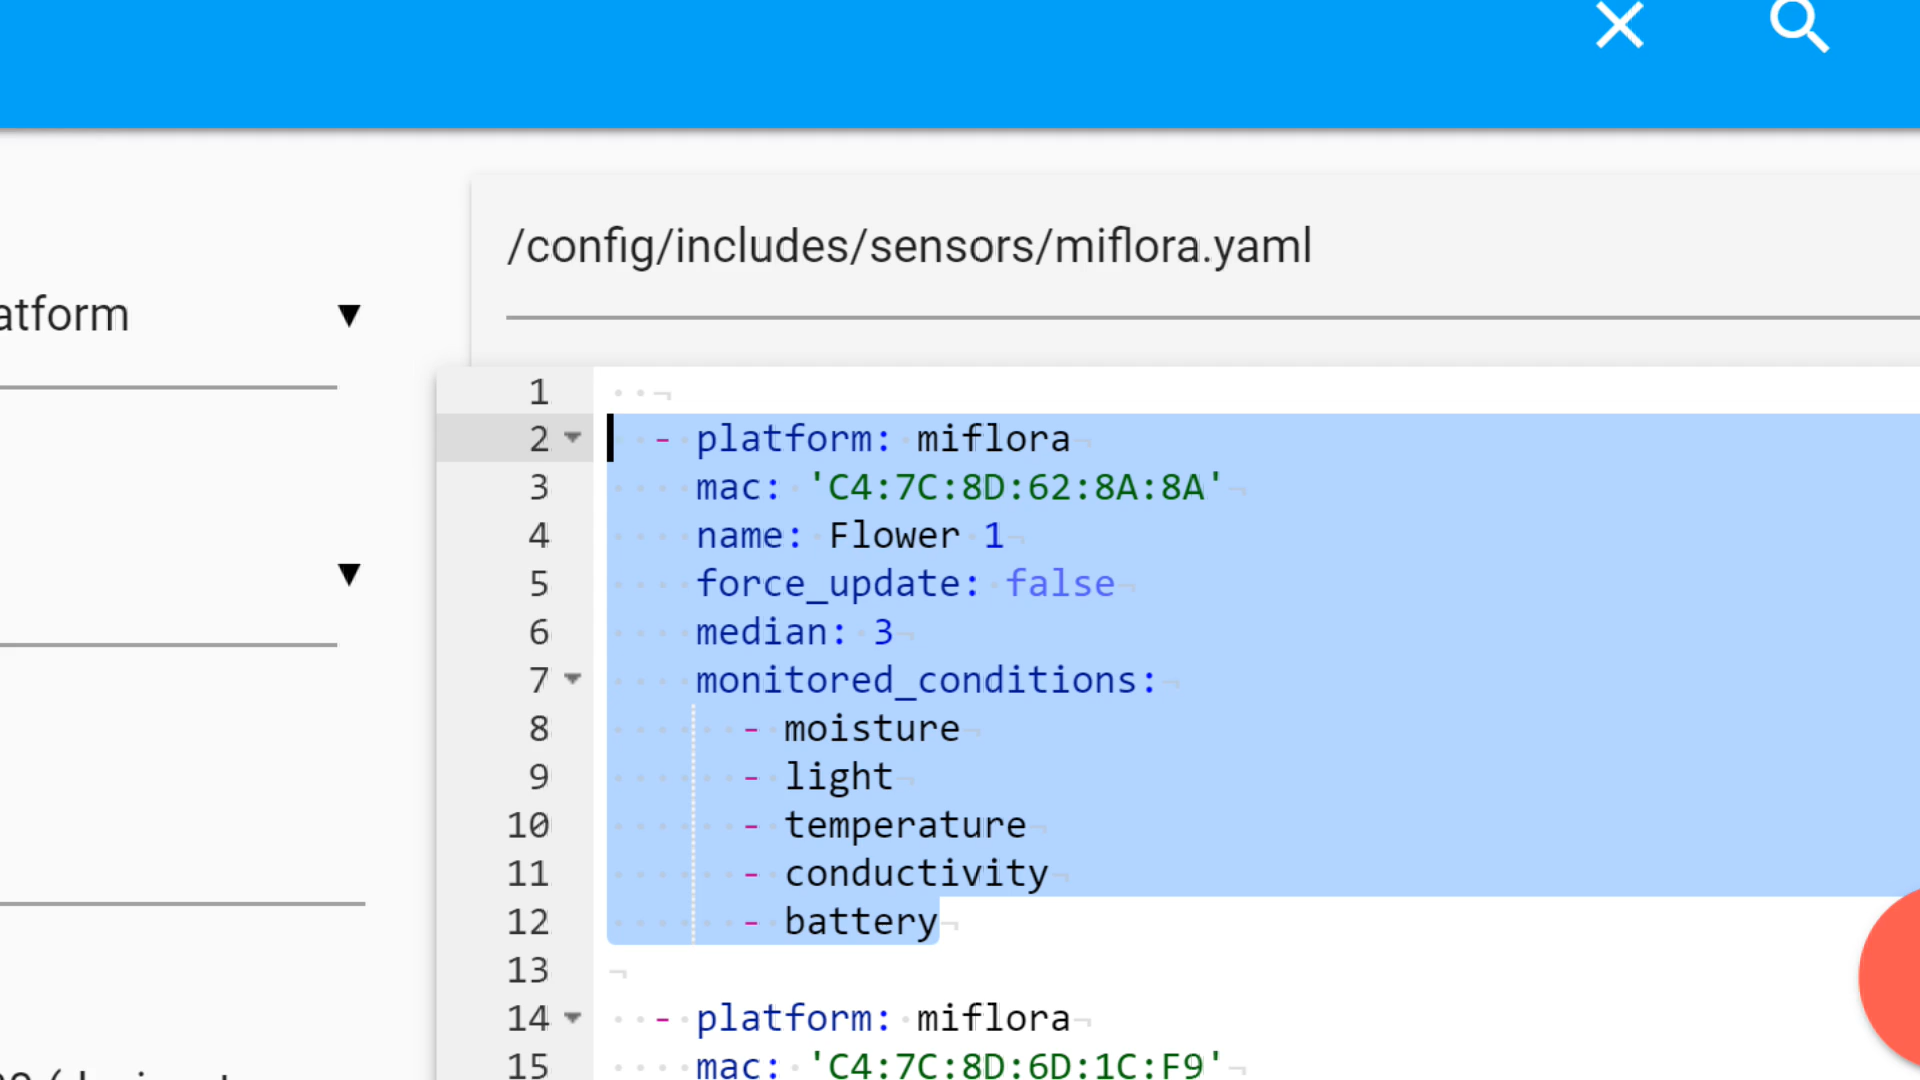 /config/includes/sensors/miflora.yaml
atform
1
2 - platform: miflora
3 mac: 'C4:7C:8D:62:8A:8A'
4 name: Flower 1
5 force_update: false
6 median: 3
7 monitored_conditions:
8 - moisture
9 - light
10 - temperature
11 - conductivity
12 - battery
13
14 - platform: miflora
15 mac: 'C4:7C:8D:6D:1C:F9'